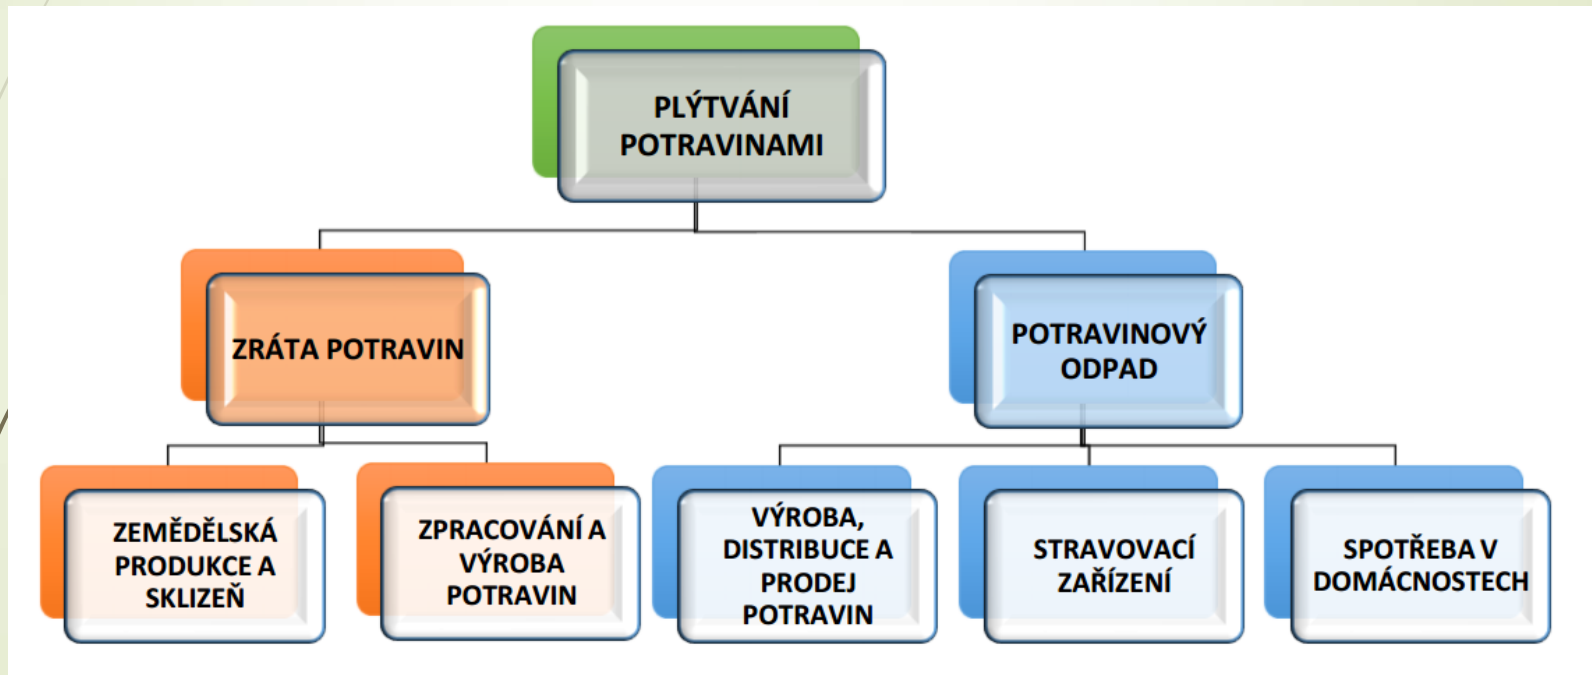 PLÝTVÁNÍ
POTRAVINAMI
ZRÁTA POTRAVIN
POTRAVINOVÝ
ODPAD
ZEMĚDĚLSKÁ
PRODUKCE A
SKLIZEŇ
ZPRACOVÁNÍ A
VÝROBA
POTRAVIN
VÝROBA,
DISTRIBUCE A
PRODEJ
POTRAVIN
STRAVOVACÍ
ZAŘÍZENÍ
SPOTŘEBA V
DOMÁCNOSTECH